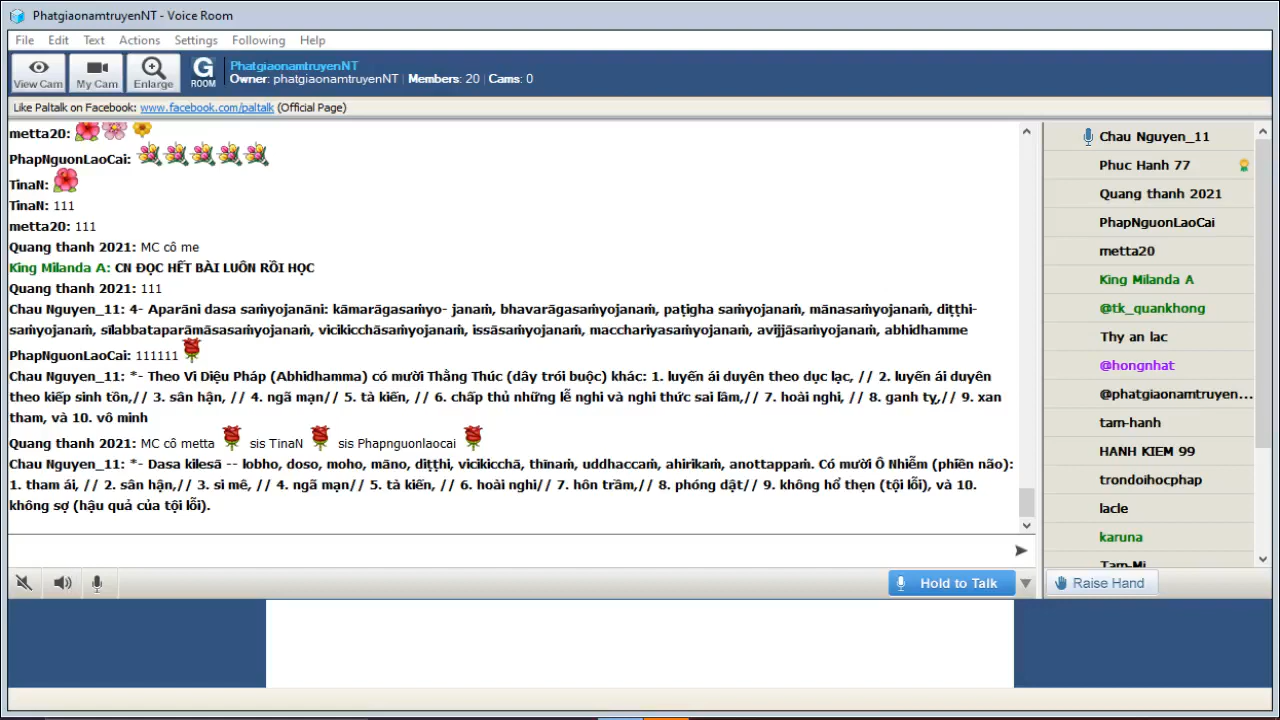 PhatgiaonamtruyenNT - Voice Room
File Edit Text Actions Settings Following Help
View Cam My Cam Enlarge G ROOM
PhatgiaonamtruyenNT
Owner: phatgiaonamtruyenNT | Members: 20 | Cams: 0
Like Paltalk on Facebook: www.facebook.com/paltalk (Official Page)
metta20:
PhapNguonLaoCai:
TinaN:
TinaN: 111
metta20: 111
Quang thanh 2021: MC cô me
King Milanda A: CN ĐỌC HẾT BÀI LUÔN RỒI HỌC
Quang thanh 2021: 111
Chau Nguyen_11: 4- Aparāni dasa saṁyojanāni: kāmarāgasaṁyo- janaṁ, bhavarāgasaṁyojanaṁ, paṭigha saṁyojanaṁ, mānasaṁyojanaṁ, diṭṭhi-
saṁyojanaṁ, sīlabbataparāmāsasaṁyojanaṁ, vicikicchāsaṁyojanaṁ, issāsaṁyojanaṁ, macchariyasaṁyojanaṁ, avijjāsaṁyojanaṁ, abhidhamme
PhapNguonLaoCai: 111111
Chau Nguyen_11: *- Theo Vi Diệu Pháp (Abhidhamma) có mười Thằng Thúc (dây trói buộc) khác: 1. luyến ái duyên theo dục lạc, // 2. luyến ái duyên
theo kiếp sinh tồn,// 3. sân hận, // 4. ngã mạn// 5. tà kiến, // 6. chấp thủ những lễ nghi và nghi thức sai lầm,// 7. hoài nghi, // 8. ganh tỵ,// 9. xan
tham, và 10. vô minh
Quang thanh 2021: MC cô metta sis TinaN sis Phapnguonlaocai
Chau Nguyen_11: *- Dasa kilesā -- lobho, doso, moho, māno, diṭṭhi, vicikicchā, thīnaṁ, uddhaccaṁ, ahirikaṁ, anottappaṁ. Có mười Ô Nhiễm (phiền não):
1. tham ái, // 2. sân hận,// 3. si mê, // 4. ngã mạn// 5. tà kiến, // 6. hoài nghi// 7. hôn trầm,// 8. phóng dật// 9. không hổ thẹn (tội lỗi), và 10.
không sợ (hậu quả của tội lỗi).
Hold to Talk
Chau Nguyen_11
Phuc Hanh 77
Quang thanh 2021
PhapNguonLaoCai
metta20
King Milanda A
@tk_quankhong
Thy an lac
@hongnhat
@phatgiaonamtruyen...
tam-hanh
HANH KIEM 99
trondoihocphap
lacle
karuna
Tam-Mi
Raise Hand